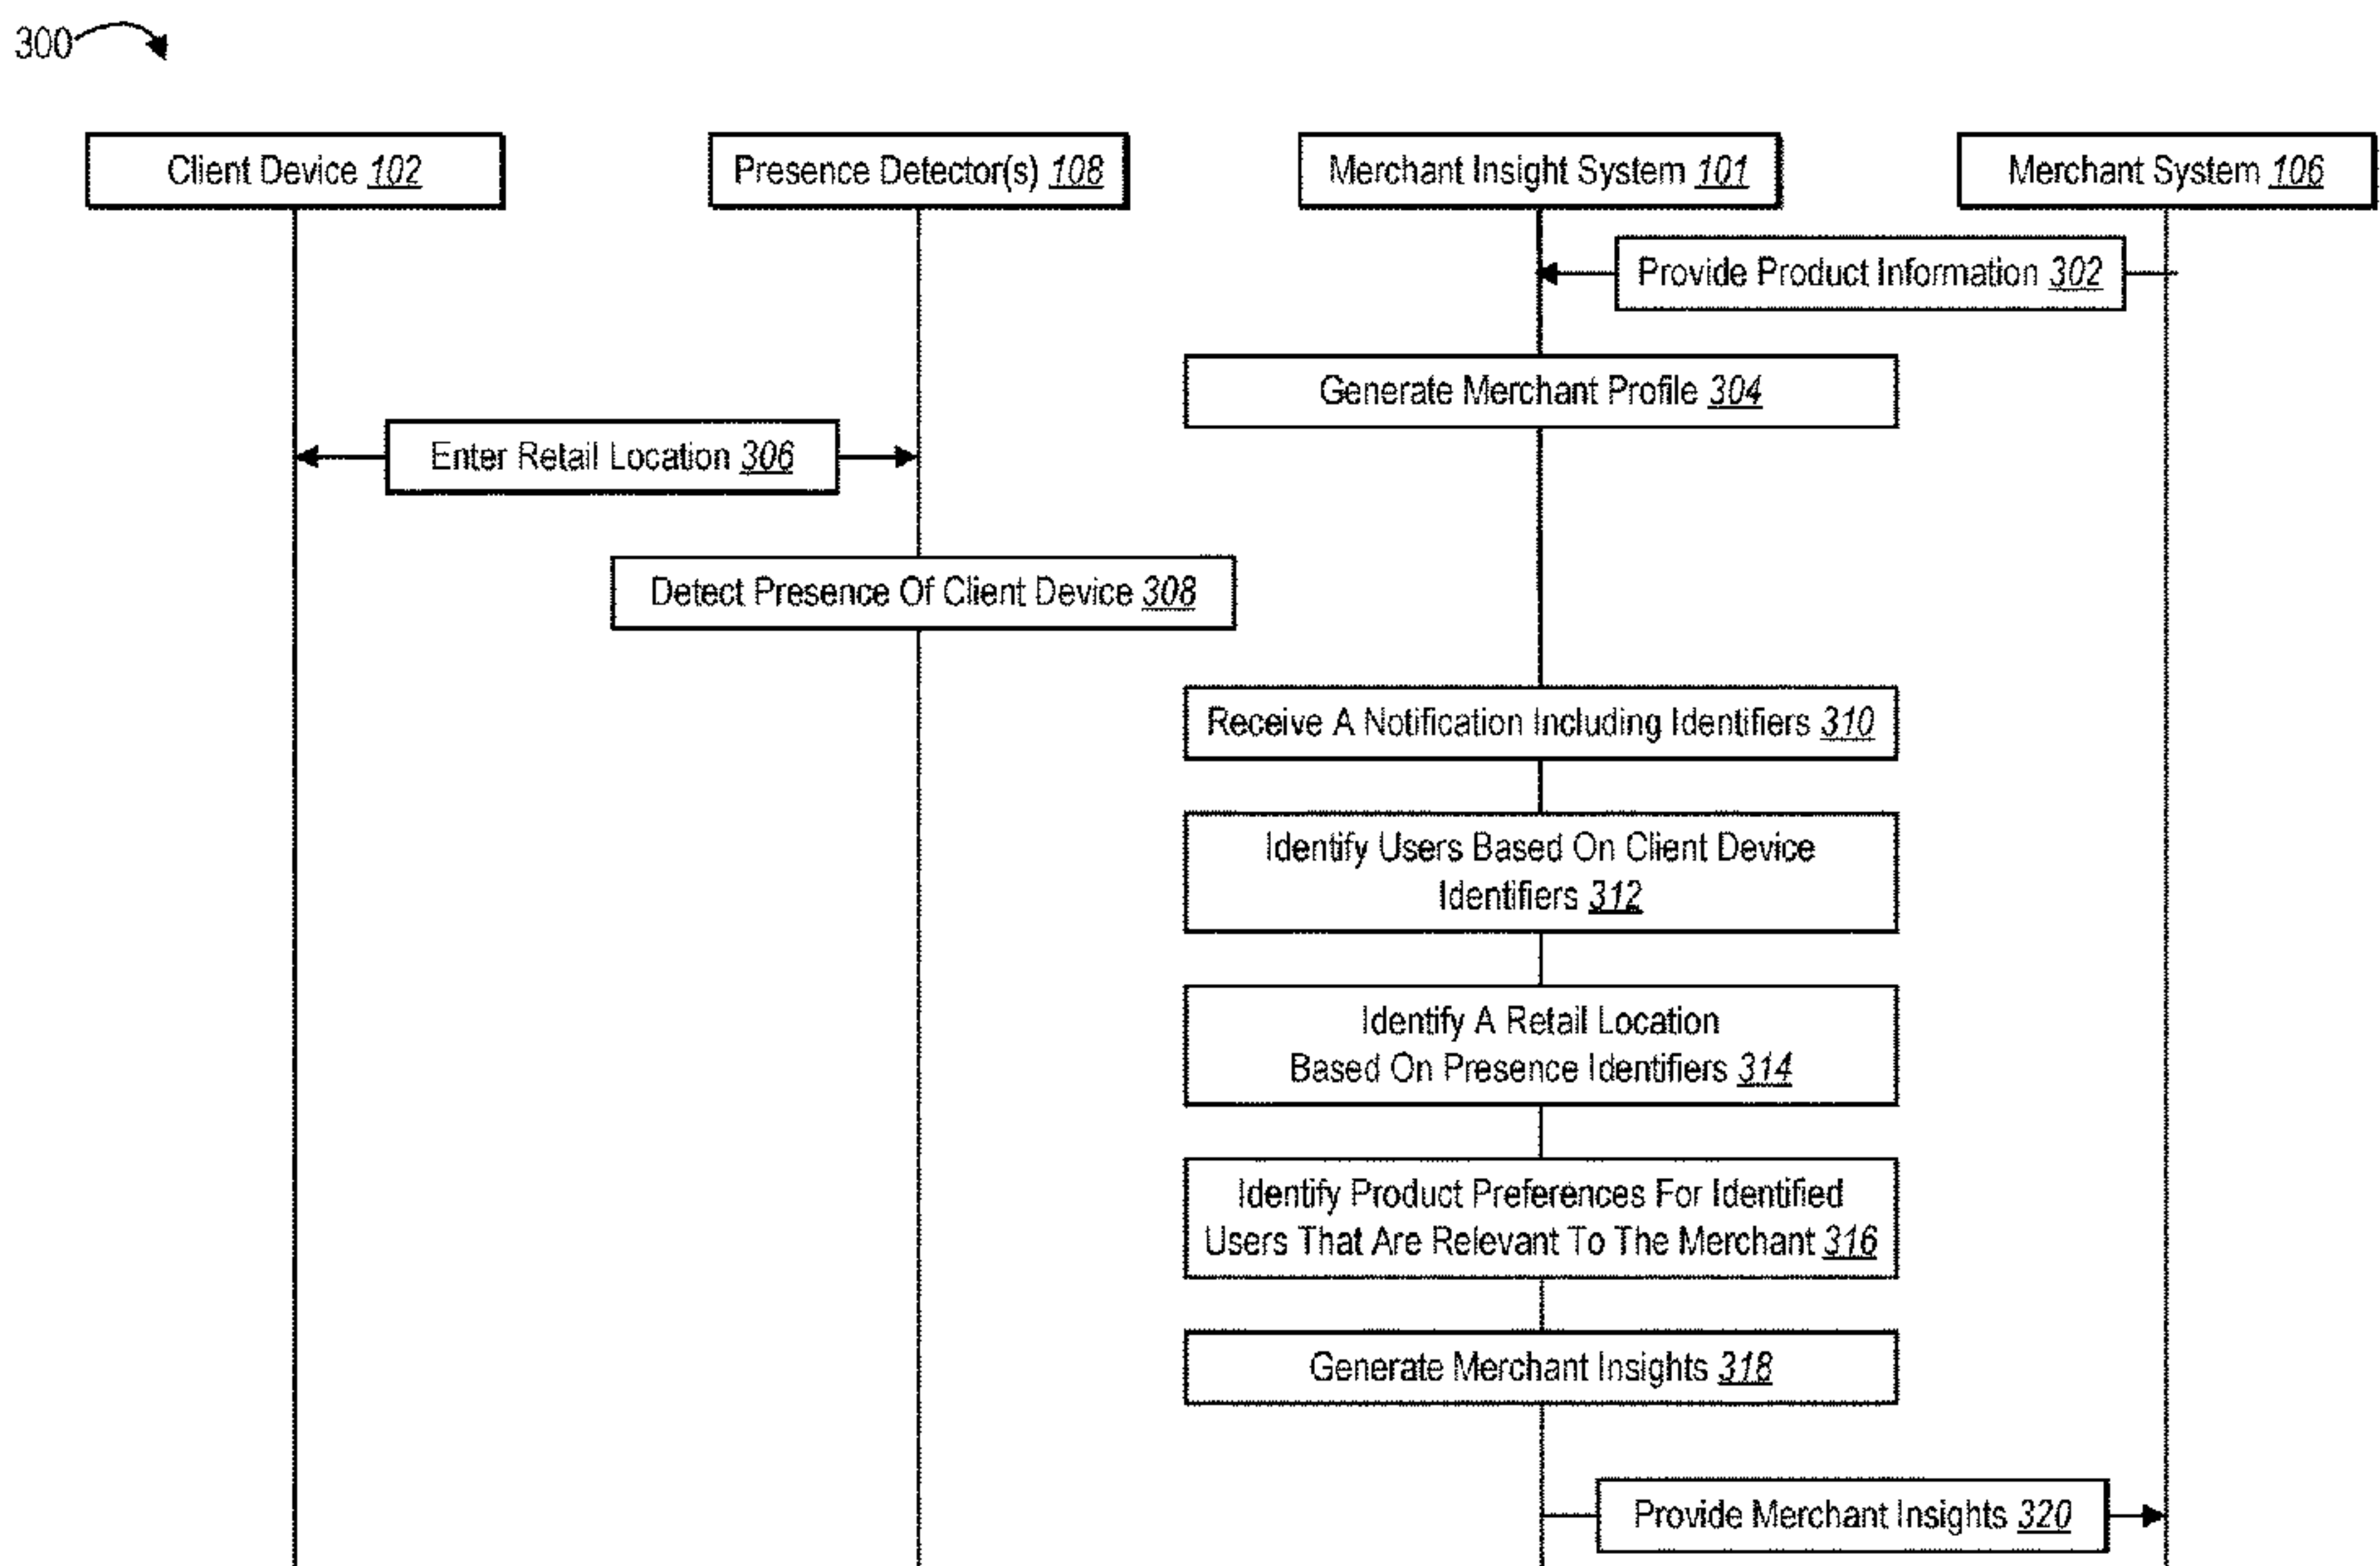 300
Client Device 102
Presence Detector(s) 108
Merchant Insight System 101
Merchant System 106
Provide Product Information 302
Generate Merchant Profile 304
Enter Retail Location 306
Detect Presence Of Client Device 308
Receive A Notification Including Identifiers 310
Identify Users Based On Client Device
Identifiers 312
Identify A Retail Location
Based On Presence Identifiers 314
Identify Product Preferences For Identified
Users That Are Relevant To The Merchant 316
Generate Merchant Insights 318
Provide Merchant Insights 320